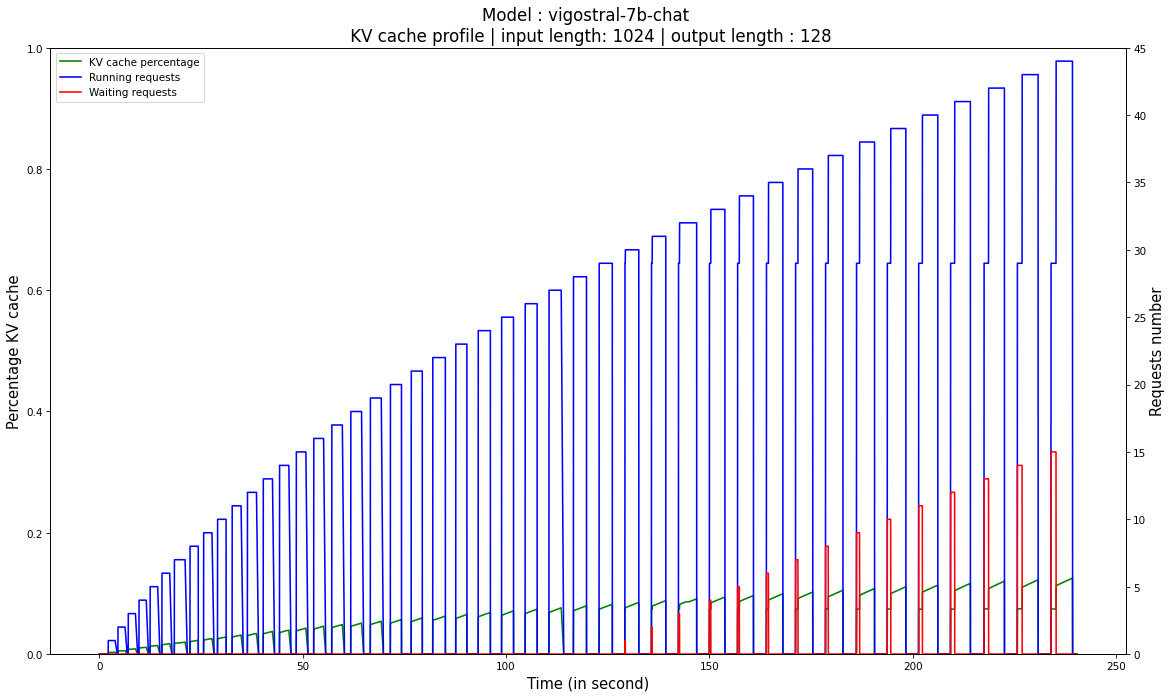 Model : vigostral-7b-chat
KV cache profile | input length: 1024 | output length : 128
KV cache percentage
Running requests
Waiting requests
Percentage KV cache
1.0
0.8
0.6
0.4
0.2
0.0
45
40
35
30
25
20
15
10
5
0
Requests number
0
50
100
150
200
250
Time (in second)